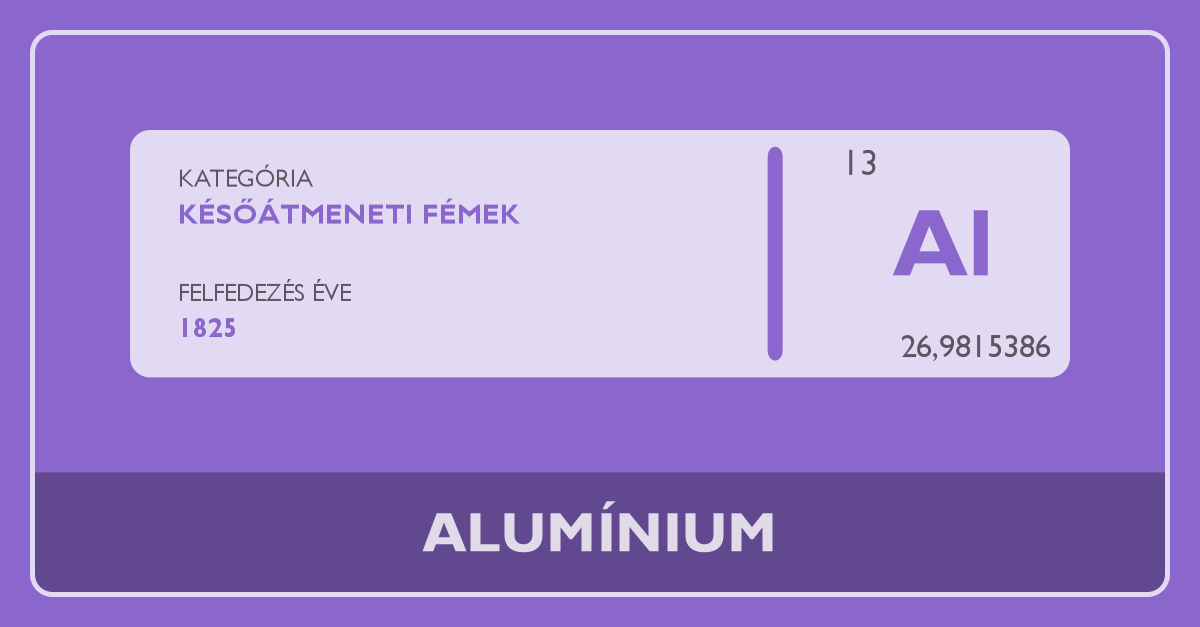 KATEGÓRIA
KÉSŐÁTMENETI FÉMEK
FELFEDEZÉS ÉVE
1825
13
Al
26,9815386
ALUMÍNIUM